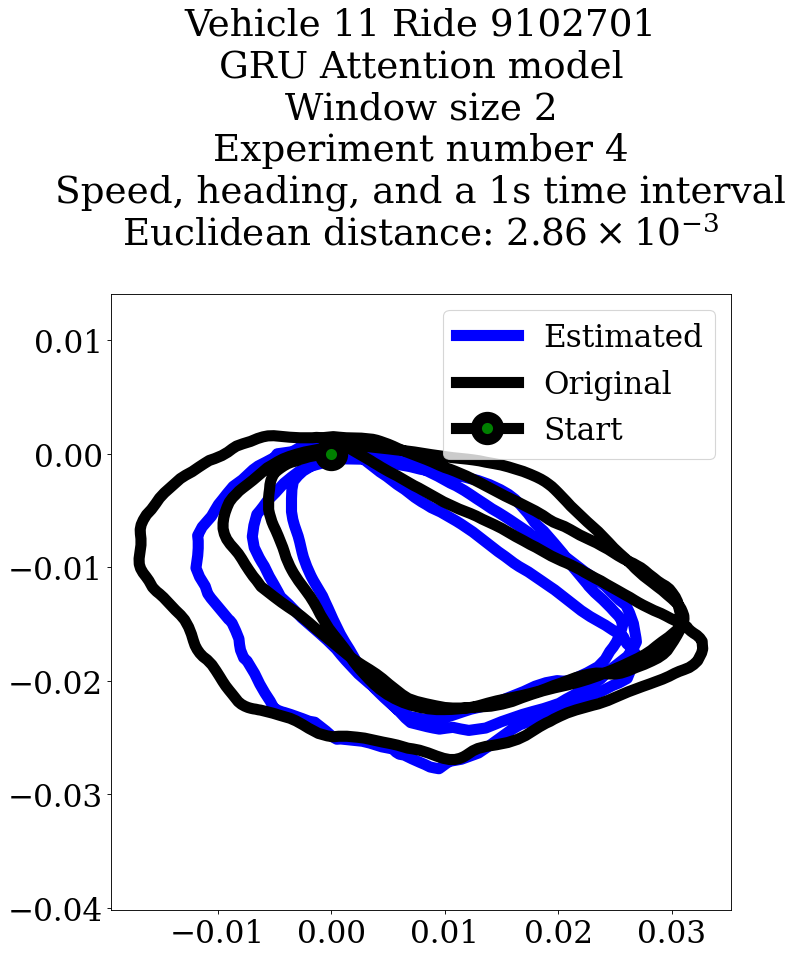 Vehicle 11 Ride 9102701
GRU Attention model
Window size 2
Experiment number 4
Speed, heading, and a 1s time interval
Euclidean distance: 2.86 × 10⁻³
Estimated
Original
Start
0.01
0.00
−0.01
−0.02
−0.03
−0.04
−0.01 0.00 0.01 0.02 0.03